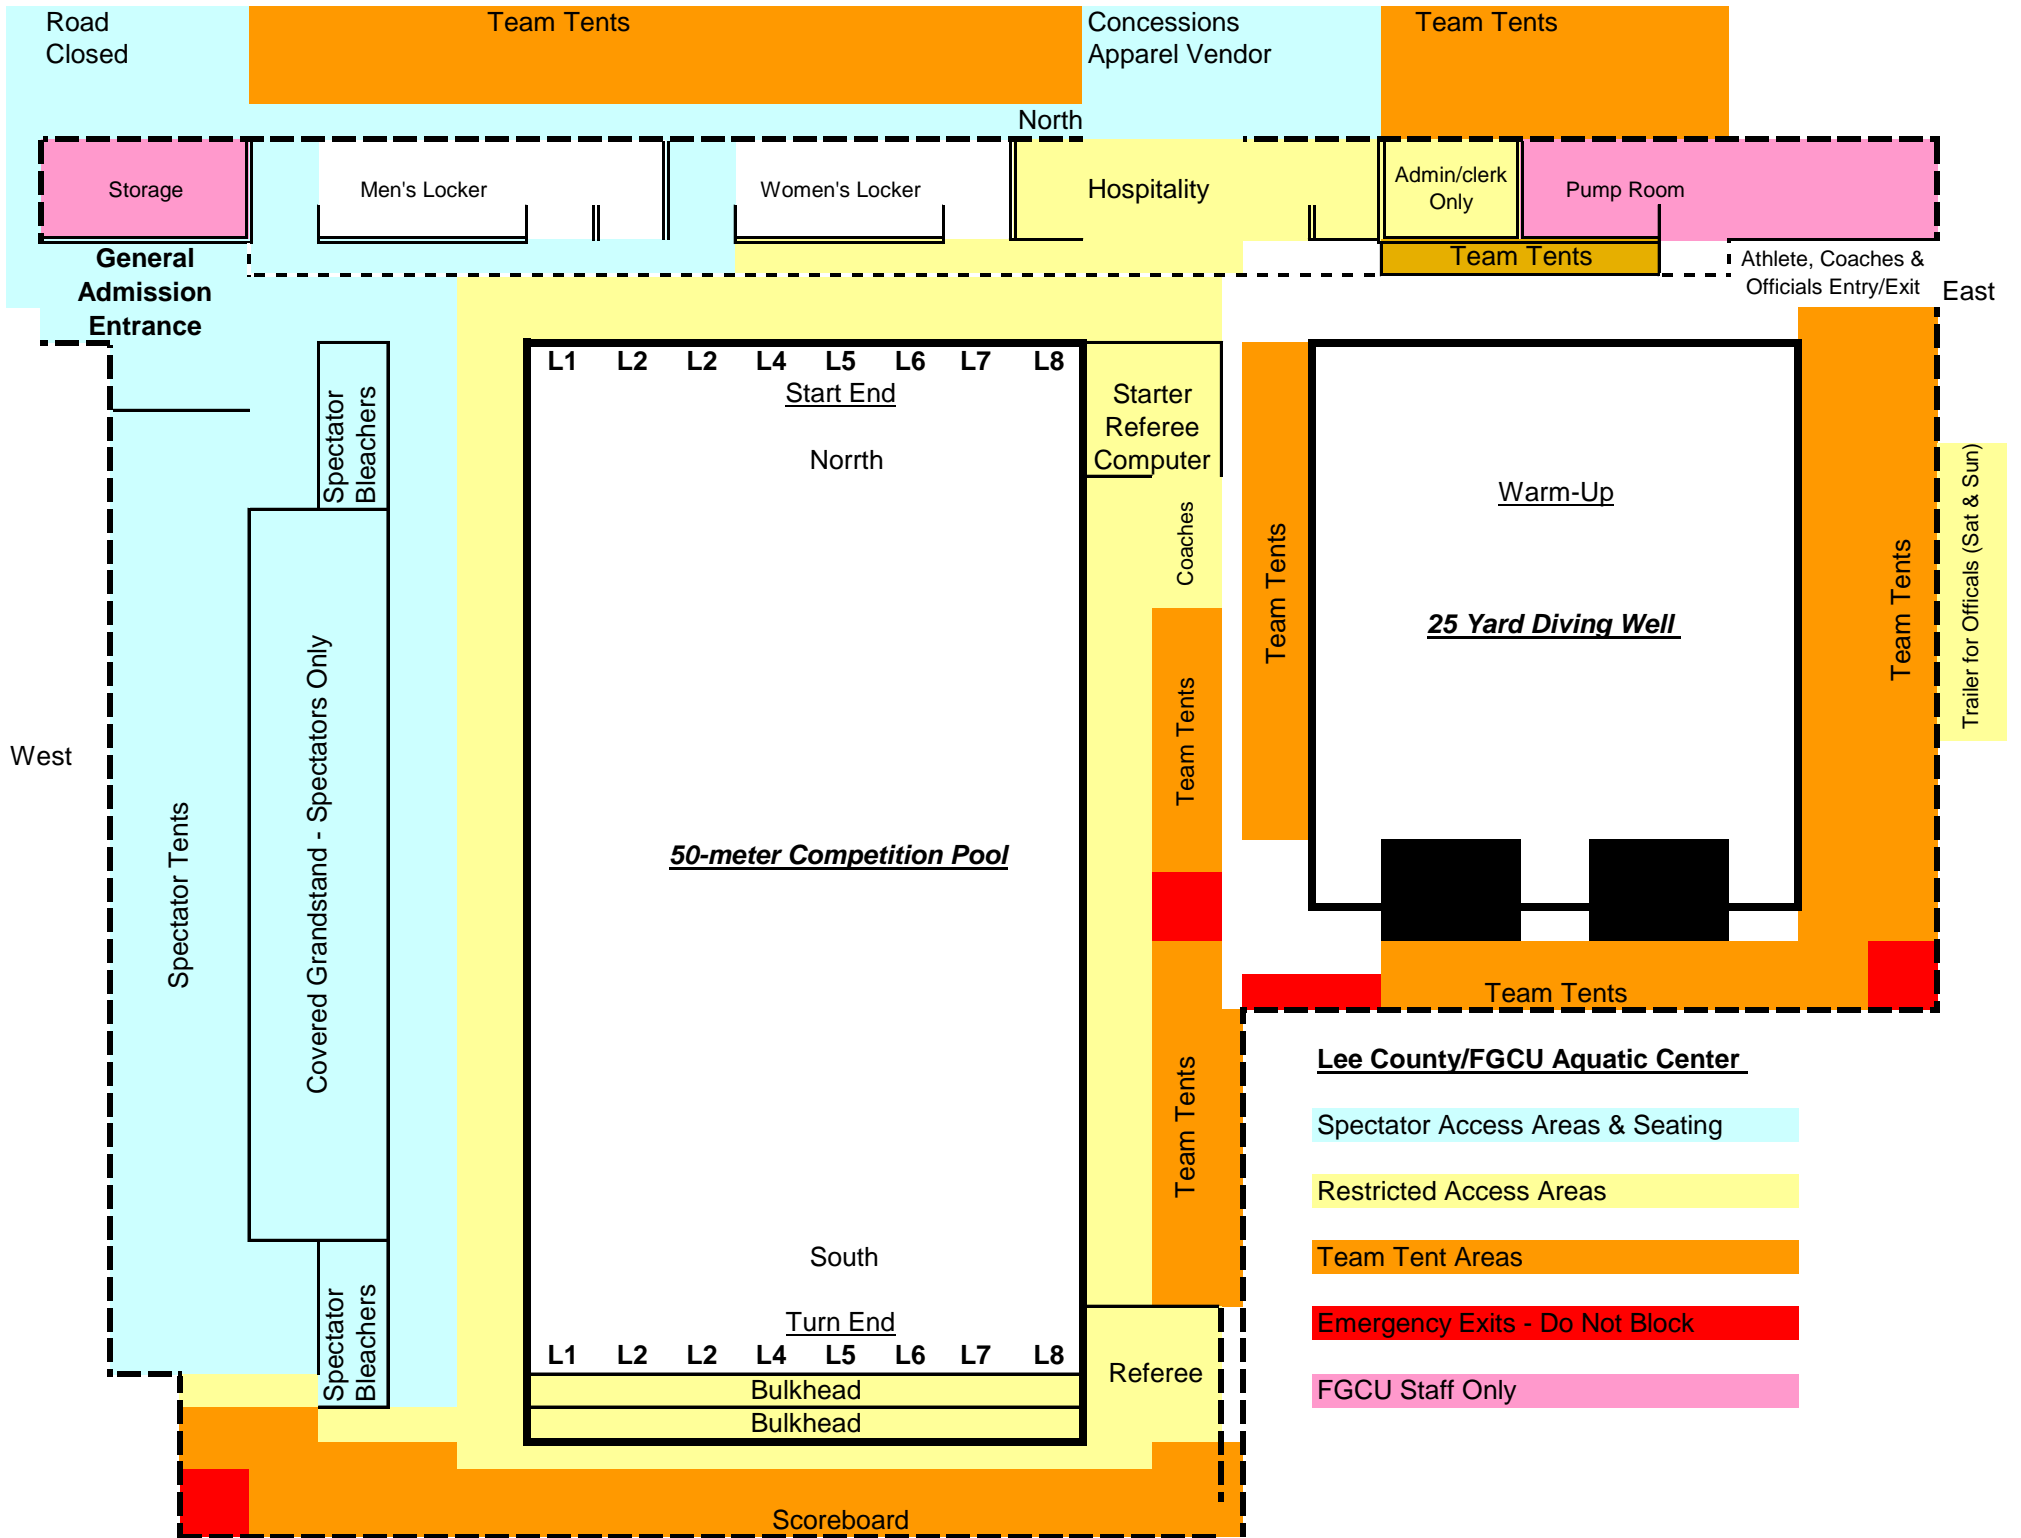 Road
Closed
Team Tents
Concessions
Apparel Vendor
Team Tents
North
Storage
Men's Locker
Women's Locker
Hospitality
Admin/clerk
Only
Pump Room
General
Admission
Entrance
Team Tents
Athlete, Coaches &
Officials Entry/Exit
East
L1 L2 L2 L4 L5 L6 L7 L8
Start End
Norrth
Spectator
Bleachers
Starter
Referee
Computer
Coaches
Warm-Up
25 Yard Diving Well
Team Tents
Team Tents
Trailer for Officals (Sat & Sun)
Team Tents
West
Spectator Tents
Covered Grandstand - Spectators Only
50-meter Competition Pool
Team Tents
Team Tents
South
Turn End
L1 L2 L2 L4 L5 L6 L7 L8
Bulkhead
Bulkhead
Spectator
Bleachers
Referee
Scoreboard
Lee County/FGCU Aquatic Center
Spectator Access Areas & Seating
Restricted Access Areas
Team Tent Areas
Emergency Exits - Do Not Block
FGCU Staff Only